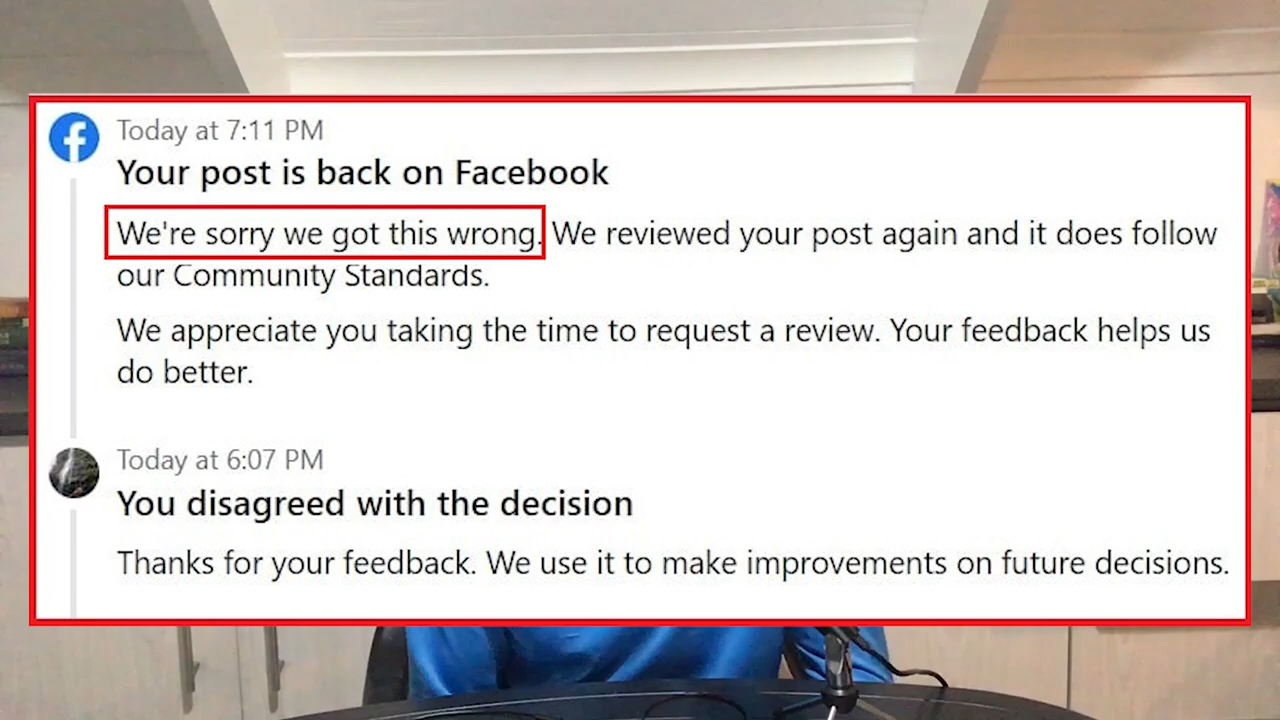 Today at 7:11 PM
Your post is back on Facebook
We're sorry we got this wrong. We reviewed your post again and it does follow
our Community Standards.
We appreciate you taking the time to request a review. Your feedback helps us
do better.
Today at 6:07 PM
You disagreed with the decision
Thanks for your feedback. We use it to make improvements on future decisions.